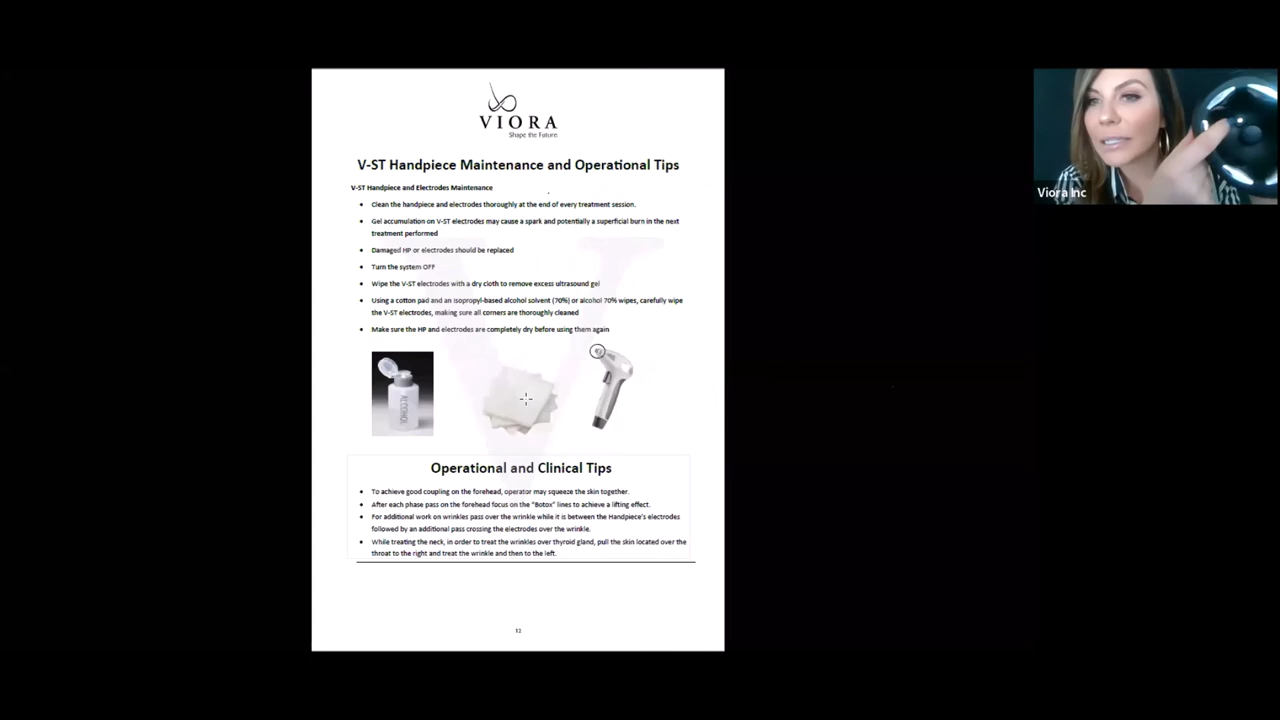 VIORA
Shape the Future
V-ST Handpiece Maintenance and Operational Tips
V-ST Handpiece and Electrodes Maintenance
• Clean the handpiece and electrodes thoroughly at the end of every treatment session.
• Gel accumulation on V-ST electrodes may cause a spark and potentially a superficial burn in the next
treatment performed
• Damaged HP or electrodes should be replaced
• Turn the system OFF
• Wipe the V-ST electrodes with a dry cloth to remove excess ultrasound gel
• Using a cotton pad and an isopropyl-based alcohol solvent (70%) or alcohol 70% wipes, carefully wipe
the V-ST electrodes, making sure all corners are thoroughly cleaned
• Make sure the HP and electrodes are completely dry before using them again
ALCOHOL
Operational and Clinical Tips
• To achieve good coupling on the forehead, operator may squeeze the skin together.
• After each phase pass on the forehead focus on the "Botox" lines to achieve a lifting effect.
• For additional work on wrinkles pass over the wrinkle while it is between the Handpiece's electrodes
followed by an additional pass crossing the electrodes over the wrinkle.
• While treating the neck, in order to treat the wrinkles over thyroid gland, pull the skin located over the
throat to the right and treat the wrinkle and then to the left.
12
Viora Inc